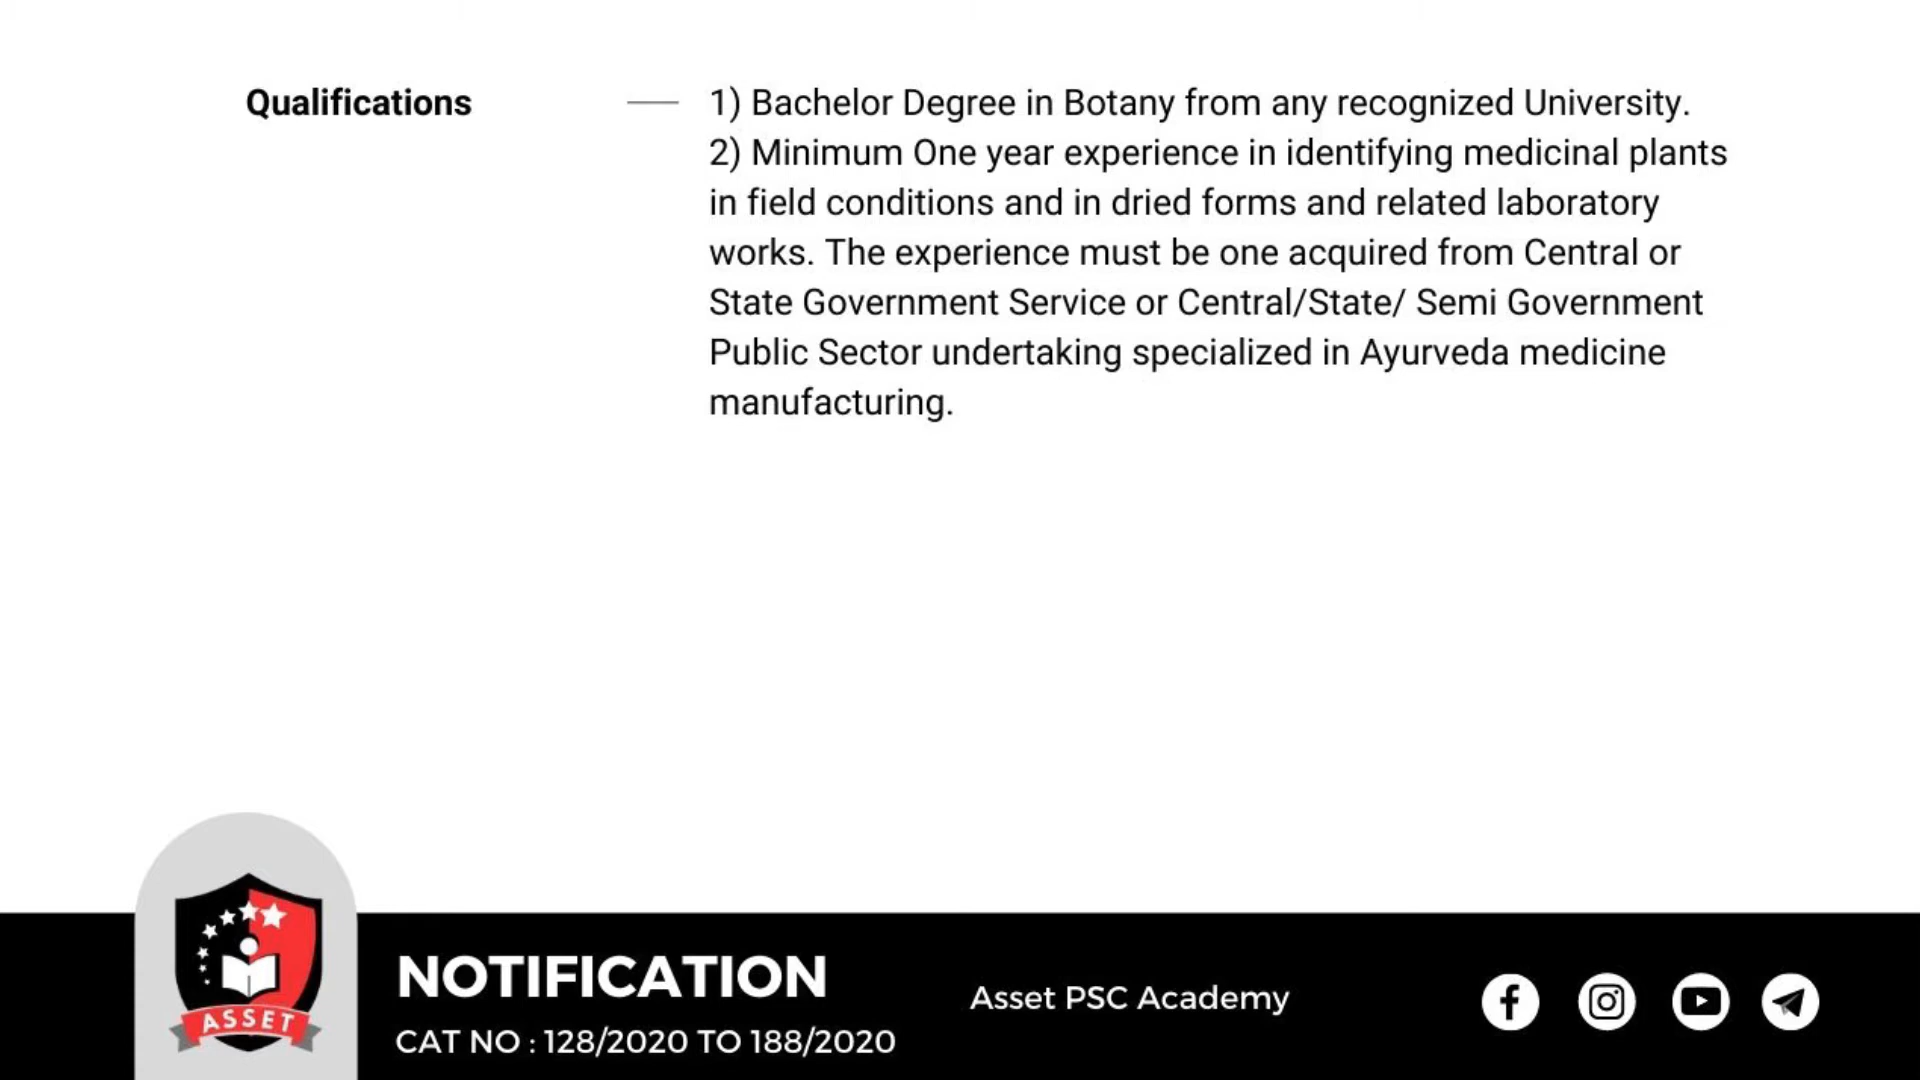 Qualifications
1) Bachelor Degree in Botany from any recognized University.
2) Minimum One year experience in identifying medicinal plants
in field conditions and in dried forms and related laboratory
works. The experience must be one acquired from Central or
State Government Service or Central/State/ Semi Government
Public Sector undertaking specialized in Ayurveda medicine
manufacturing.
ASSET
NOTIFICATION
CAT NO : 128/2020 TO 188/2020
Asset PSC Academy